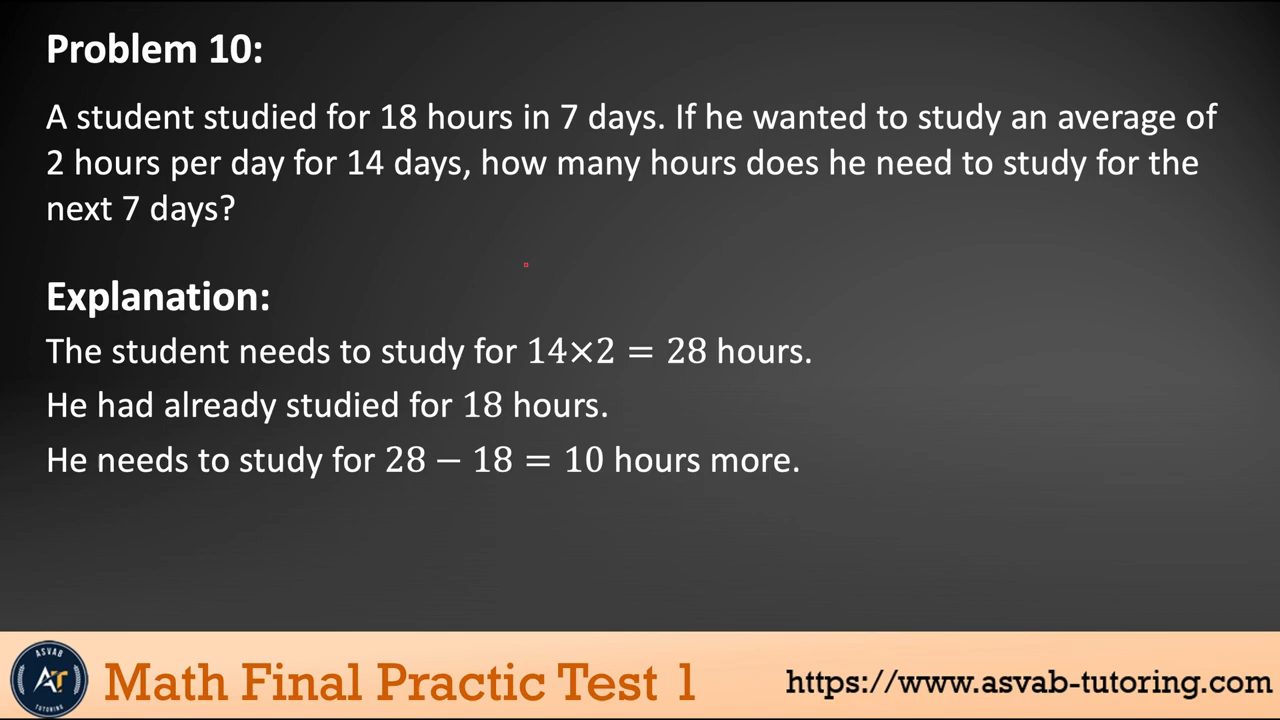 Problem 10:
A student studied for 18 hours in 7 days. If he wanted to study an average of
2 hours per day for 14 days, how many hours does he need to study for the
next 7 days?
Explanation:
The student needs to study for 14×2 = 28 hours.
He had already studied for 18 hours.
He needs to study for 28 − 18 = 10 hours more.
ASVAB
AT
TUTORING
Math Final Practic Test 1
https://www.asvab-tutoring.com